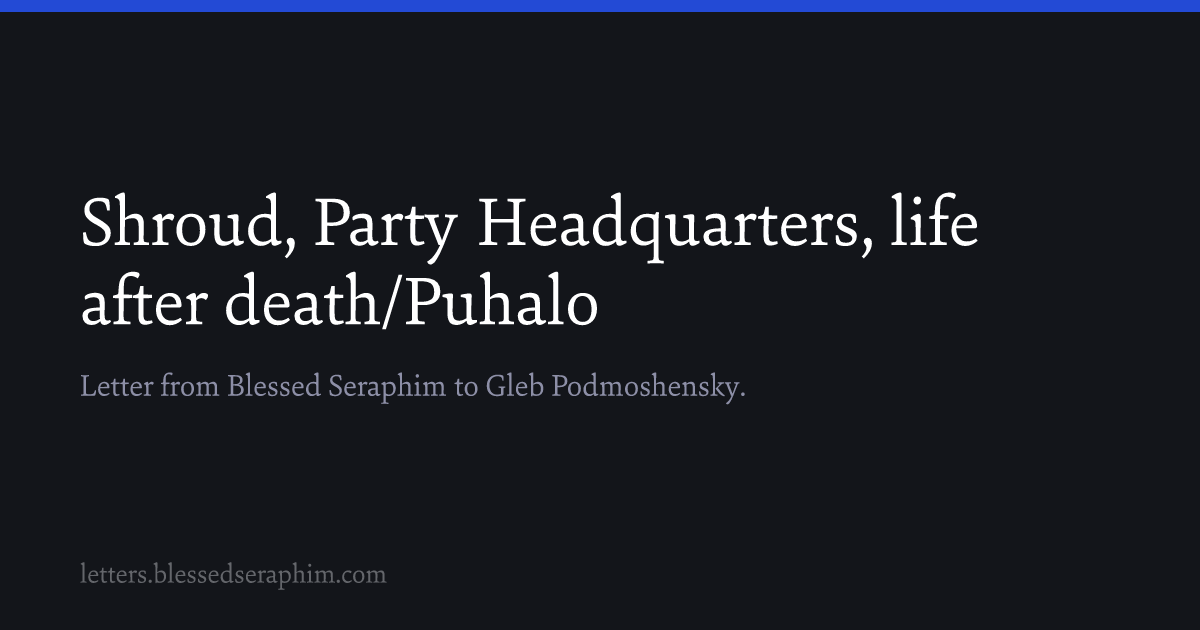 Shroud, Party Headquarters, life
after death/Puhalo
Letter from Blessed Seraphim to Gleb Podmoshensky.
letters.blessedseraphim.com